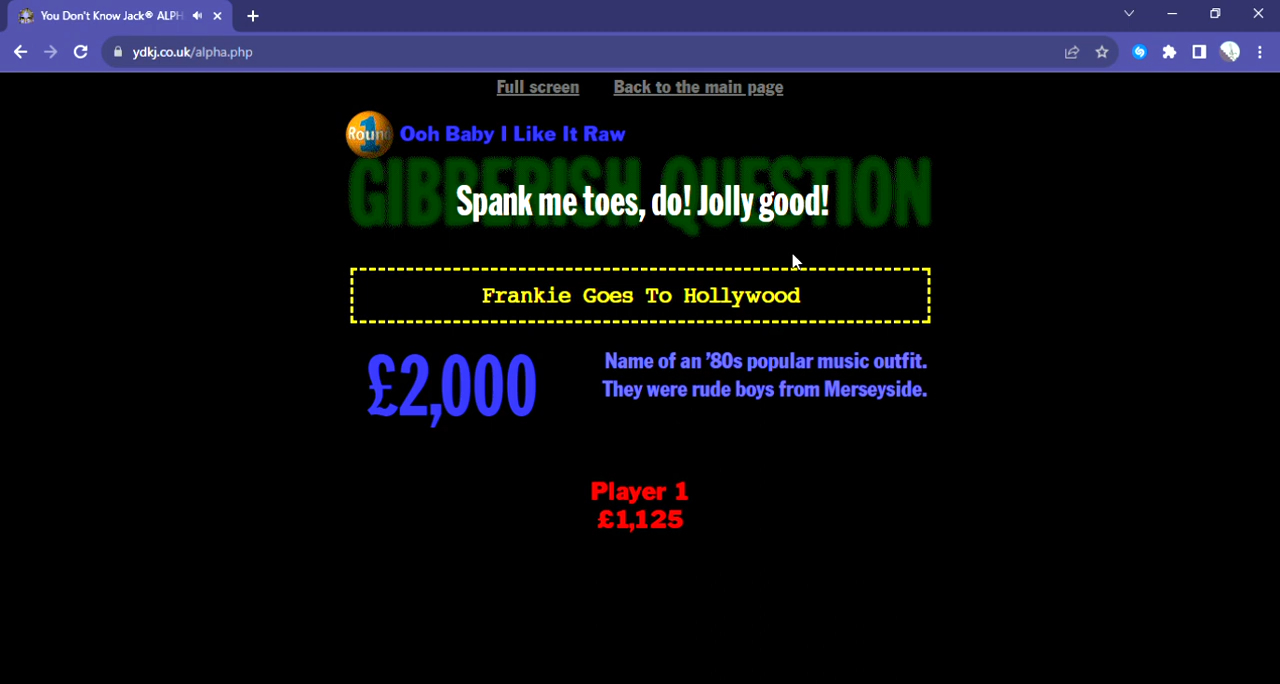 You Don't Know Jack® ALPH
ydkj.co.uk/alpha.php
Full screen Back to the main page
Round 1 Ooh Baby I Like It Raw
GIBBERISH QUESTION
Spank me toes, do! Jolly good!
Frankie Goes To Hollywood
£2,000
Name of an ’80s popular music outfit.
They were rude boys from Merseyside.
Player 1
£1,125